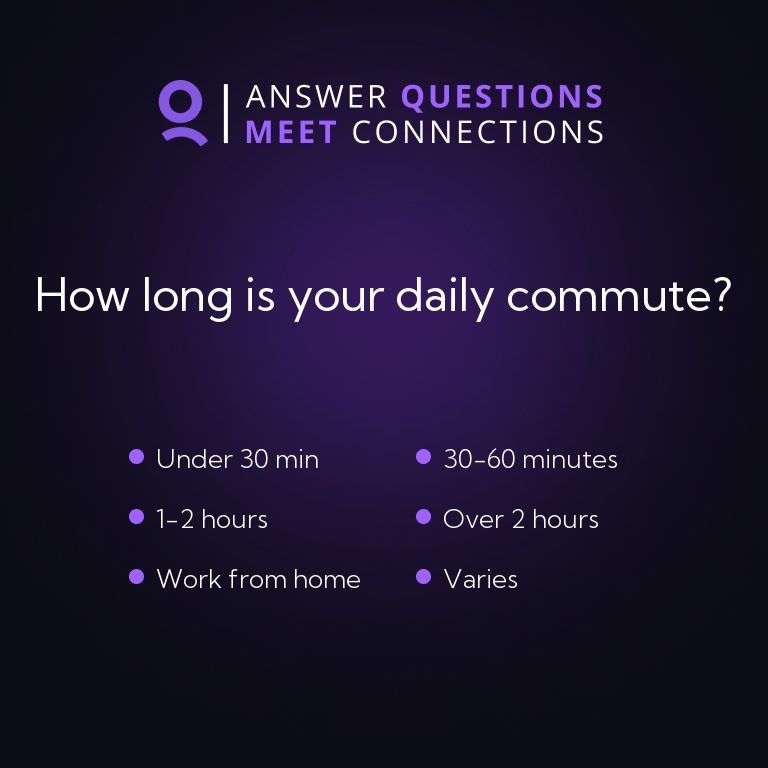 ANSWER QUESTIONS
MEET CONNECTIONS
How long is your daily commute?
Under 30 min
30-60 minutes
1-2 hours
Over 2 hours
Work from home
Varies